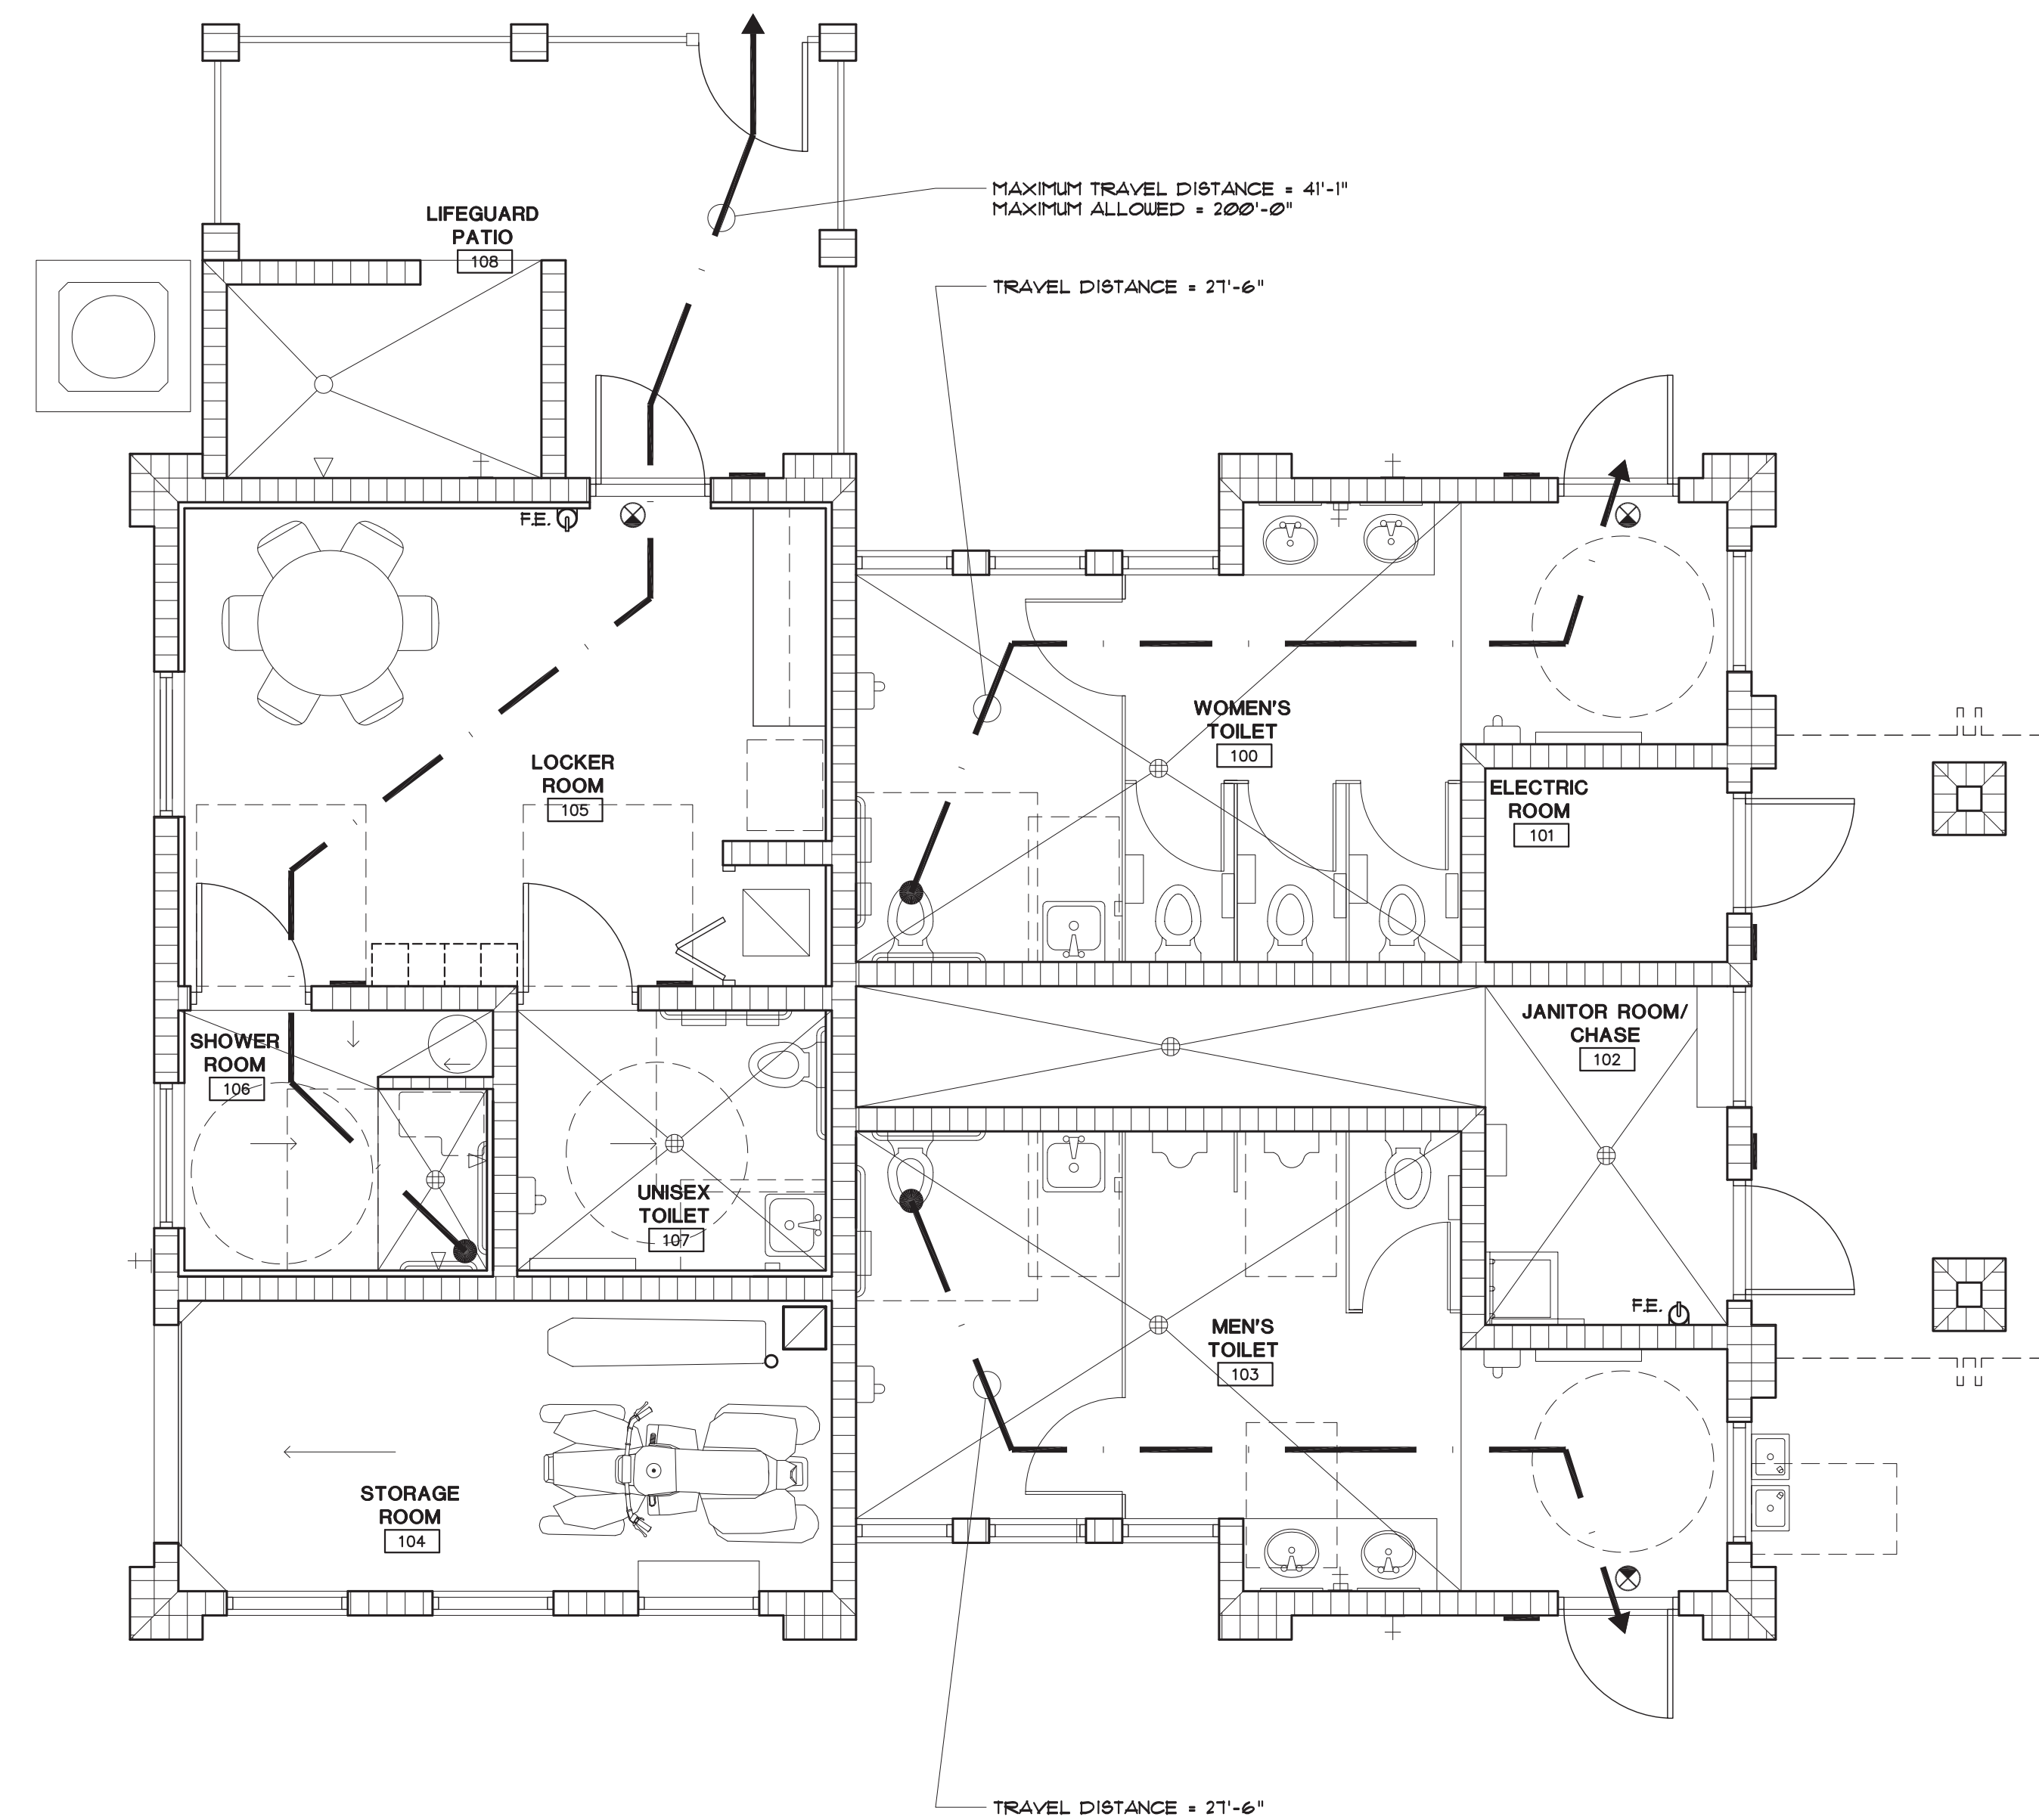 MAXIMUM TRAVEL DISTANCE = 41'-1"
MAXIMUM ALLOWED = 200'-0"
LIFEGUARD
PATIO
108
TRAVEL DISTANCE = 27'-6"
F.E.
WOMEN'S
TOILET
100
LOCKER
ROOM
105
ELECTRIC
ROOM
101
JANITOR ROOM/
CHASE
102
SHOWER
ROOM
106
UNISEX
TOILET
107
F.E.
MEN'S
TOILET
103
STORAGE
ROOM
104
TRAVEL DISTANCE = 27'-6"